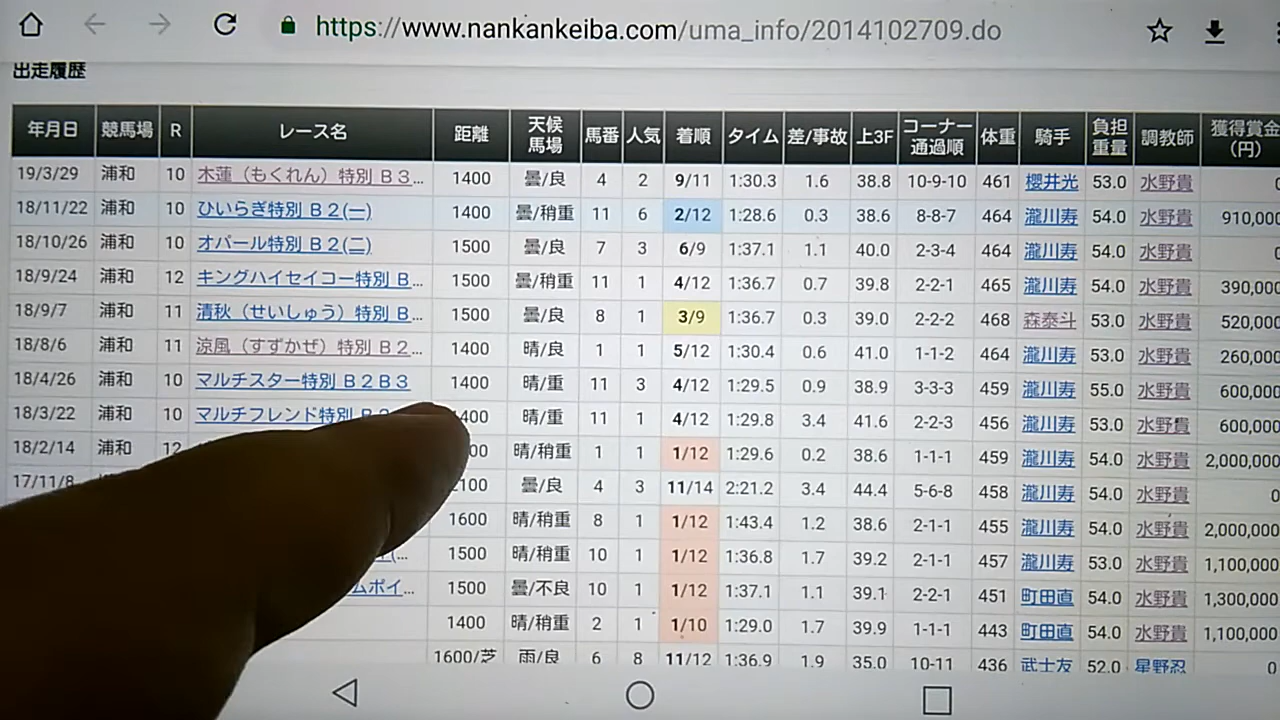 https://www.nankankeiba.com/uma_info/2014102709.do
出走履歴
年月日 競馬場 R レース名 距離 天候馬場 馬番 人気 着順 タイム 差/事故 上3F コーナー通過順 体重 騎手 負担重量 調教師 獲得賞金(円)
19/3/29 浦和 10 木蓮（もくれん）特別 Ｂ３... 1400 曇/良 4 2 9/11 1:30.3 1.6 38.8 10-9-10 461 櫻井光 53.0 水野貴
18/11/22 浦和 10 ひいらぎ特別 Ｂ２(一) 1400 曇/稍重 11 6 2/12 1:28.6 0.3 38.6 8-8-7 464 瀧川寿 54.0 水野貴 910,000
18/10/26 浦和 10 オパール特別 Ｂ２(二) 1500 曇/良 7 3 6/9 1:37.1 1.1 40.0 2-3-4 464 瀧川寿 54.0 水野貴 0
18/9/24 浦和 12 キングハイセイコー特別 Ｂ... 1500 曇/稍重 11 1 4/12 1:36.7 0.7 39.8 2-2-1 465 瀧川寿 54.0 水野貴 390,000
18/9/7 浦和 11 清秋（せいしゅう）特別 Ｂ... 1500 曇/良 8 1 3/9 1:36.7 0.3 39.0 2-2-2 468 森泰斗 53.0 水野貴 520,000
18/8/6 浦和 11 涼風（すずかぜ）特別 Ｂ２... 1400 晴/良 1 1 5/12 1:30.4 0.6 41.0 1-1-2 464 瀧川寿 53.0 水野貴 260,000
18/4/26 浦和 10 マルチスター特別 Ｂ２Ｂ３ 1400 晴/重 11 3 4/12 1:29.5 0.9 38.9 3-3-3 459 瀧川寿 55.0 水野貴 600,000
18/3/22 浦和 10 マルチフレンド特別 Ｂ２ 1400 晴/重 11 1 4/12 1:29.8 3.4 41.6 2-2-3 456 瀧川寿 53.0 水野貴 600,000
18/2/14 浦和 12 00 晴/稍重 1 1 1/12 1:29.6 0.2 38.6 1-1-1 459 瀧川寿 54.0 水野貴 2,000,000
17/11/8 100 曇/良 4 3 11/14 2:21.2 3.4 44.4 5-6-8 458 瀧川寿 54.0 水野貴 0
1600 晴/稍重 8 1 1/12 1:43.4 1.2 38.6 2-1-1 455 瀧川寿 54.0 水野貴 2,000,000
(... 1500 晴/稍重 10 1 1/12 1:36.8 1.7 39.2 2-1-1 457 瀧川寿 54.0 水野貴 1,100,000
ムポイ... 1500 曇/不良 10 1 1/12 1:37.1 1.1 39.1 2-2-1 451 町田直 54.0 水野貴 1,300,000
1400 晴/稍重 2 1 1/10 1:29.0 1.7 39.9 1-1-1 443 町田直 54.0 水野貴 1,100,000
1600/芝 雨/良 6 8 11/12 1:36.9 1.9 35.0 10-11 436 武士友 52.0 星野忍 0